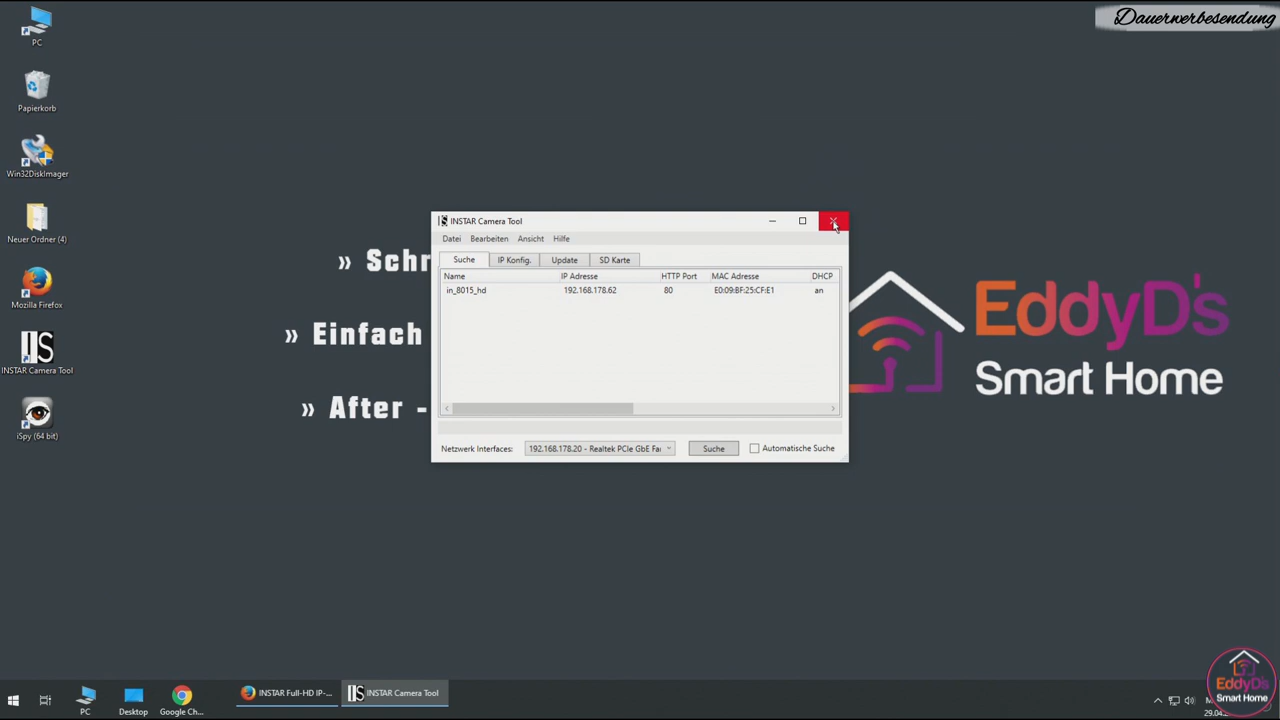 Dauerwerbesendung
PC
Papierkorb
Win32DiskImager
Neuer Ordner (4)
Mozilla Firefox
INSTAR Camera Tool
iSpy (64 bit)
» Schr
» Einfach
» After -
INSTAR Camera Tool
Datei Bearbeiten Ansicht Hilfe
Suche IP Konfig. Update SD Karte
Name IP Adresse HTTP Port MAC Adresse DHCP
in_8015_hd 192.168.178.62 80 E0:09:BF:25:CF:E1 an
Netzwerk Interfaces: 192.168.178.20 - Realtek PCIe GbE Fai Suche Automatische Suche
EddyD's
Smart Home
PC
Desktop
Google Ch...
INSTAR Full-HD IP-...
INSTAR Camera Tool
29.04.
EddyD's
Smart Home